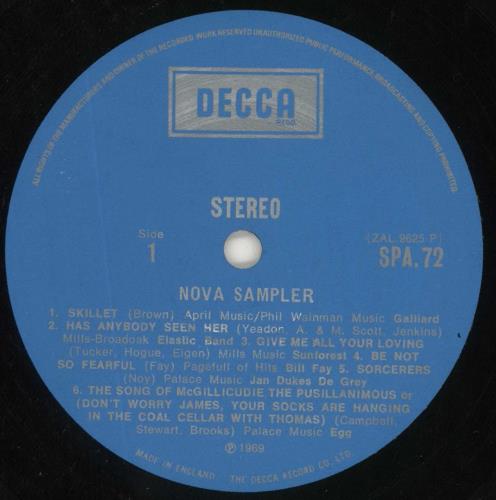 ALL RIGHTS OF THE MANUFACTURERS AND OWNER OF THE RECORDED WORK RESERVED UNAUTHORIZED PUBLIC PERFORMANCE BROADCASTING AND COPYING PROHIBITED
DECCA
STEREO
Side
1
(ZAL.9625 P)
SPA.72
NOVA SAMPLER
1. SKILLET (Brown) April Music/Phil Wainman Music Galliard
2. HAS ANYBODY SEEN HER (Yeadon, A. & M. Scott, Jenkins)
Mills-Broadoak Elastic Band 3. GIVE ME ALL YOUR LOVING
(Tucker, Hogue, Eigen) Mills Music Sunforest 4. BE NOT
SO FEARFUL (Fay) Pagefull of Hits Bill Fay 5. SORCERERS
(Noy) Palace Music Jan Dukes De Grey
6. THE SONG OF McGILLICUDIE THE PUSILLANIMOUS or
(DON'T WORRY JAMES, YOUR SOCKS ARE HANGING
IN THE COAL CELLAR WITH THOMAS) (Campbell,
Stewart, Brooks) Palace Music Egg
Ⓟ 1969
MADE IN ENGLAND THE DECCA RECORD CO. LTD.